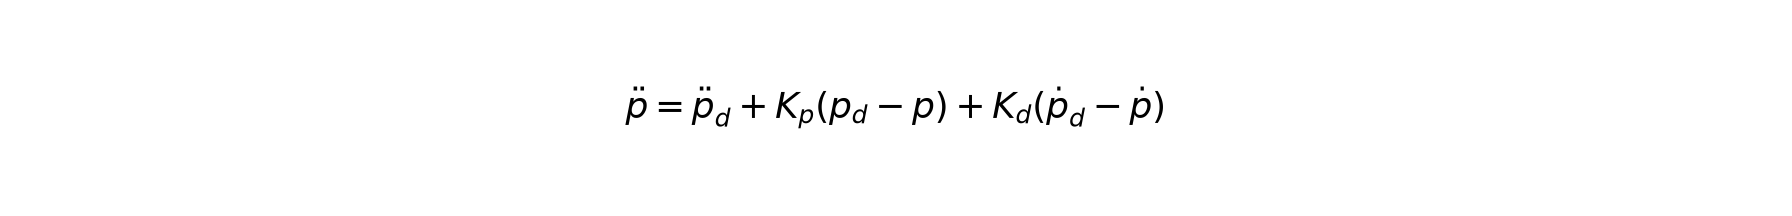 p̈ = p̈_d + K_p(p_d − p) + K_d(ṗ_d − ṗ)